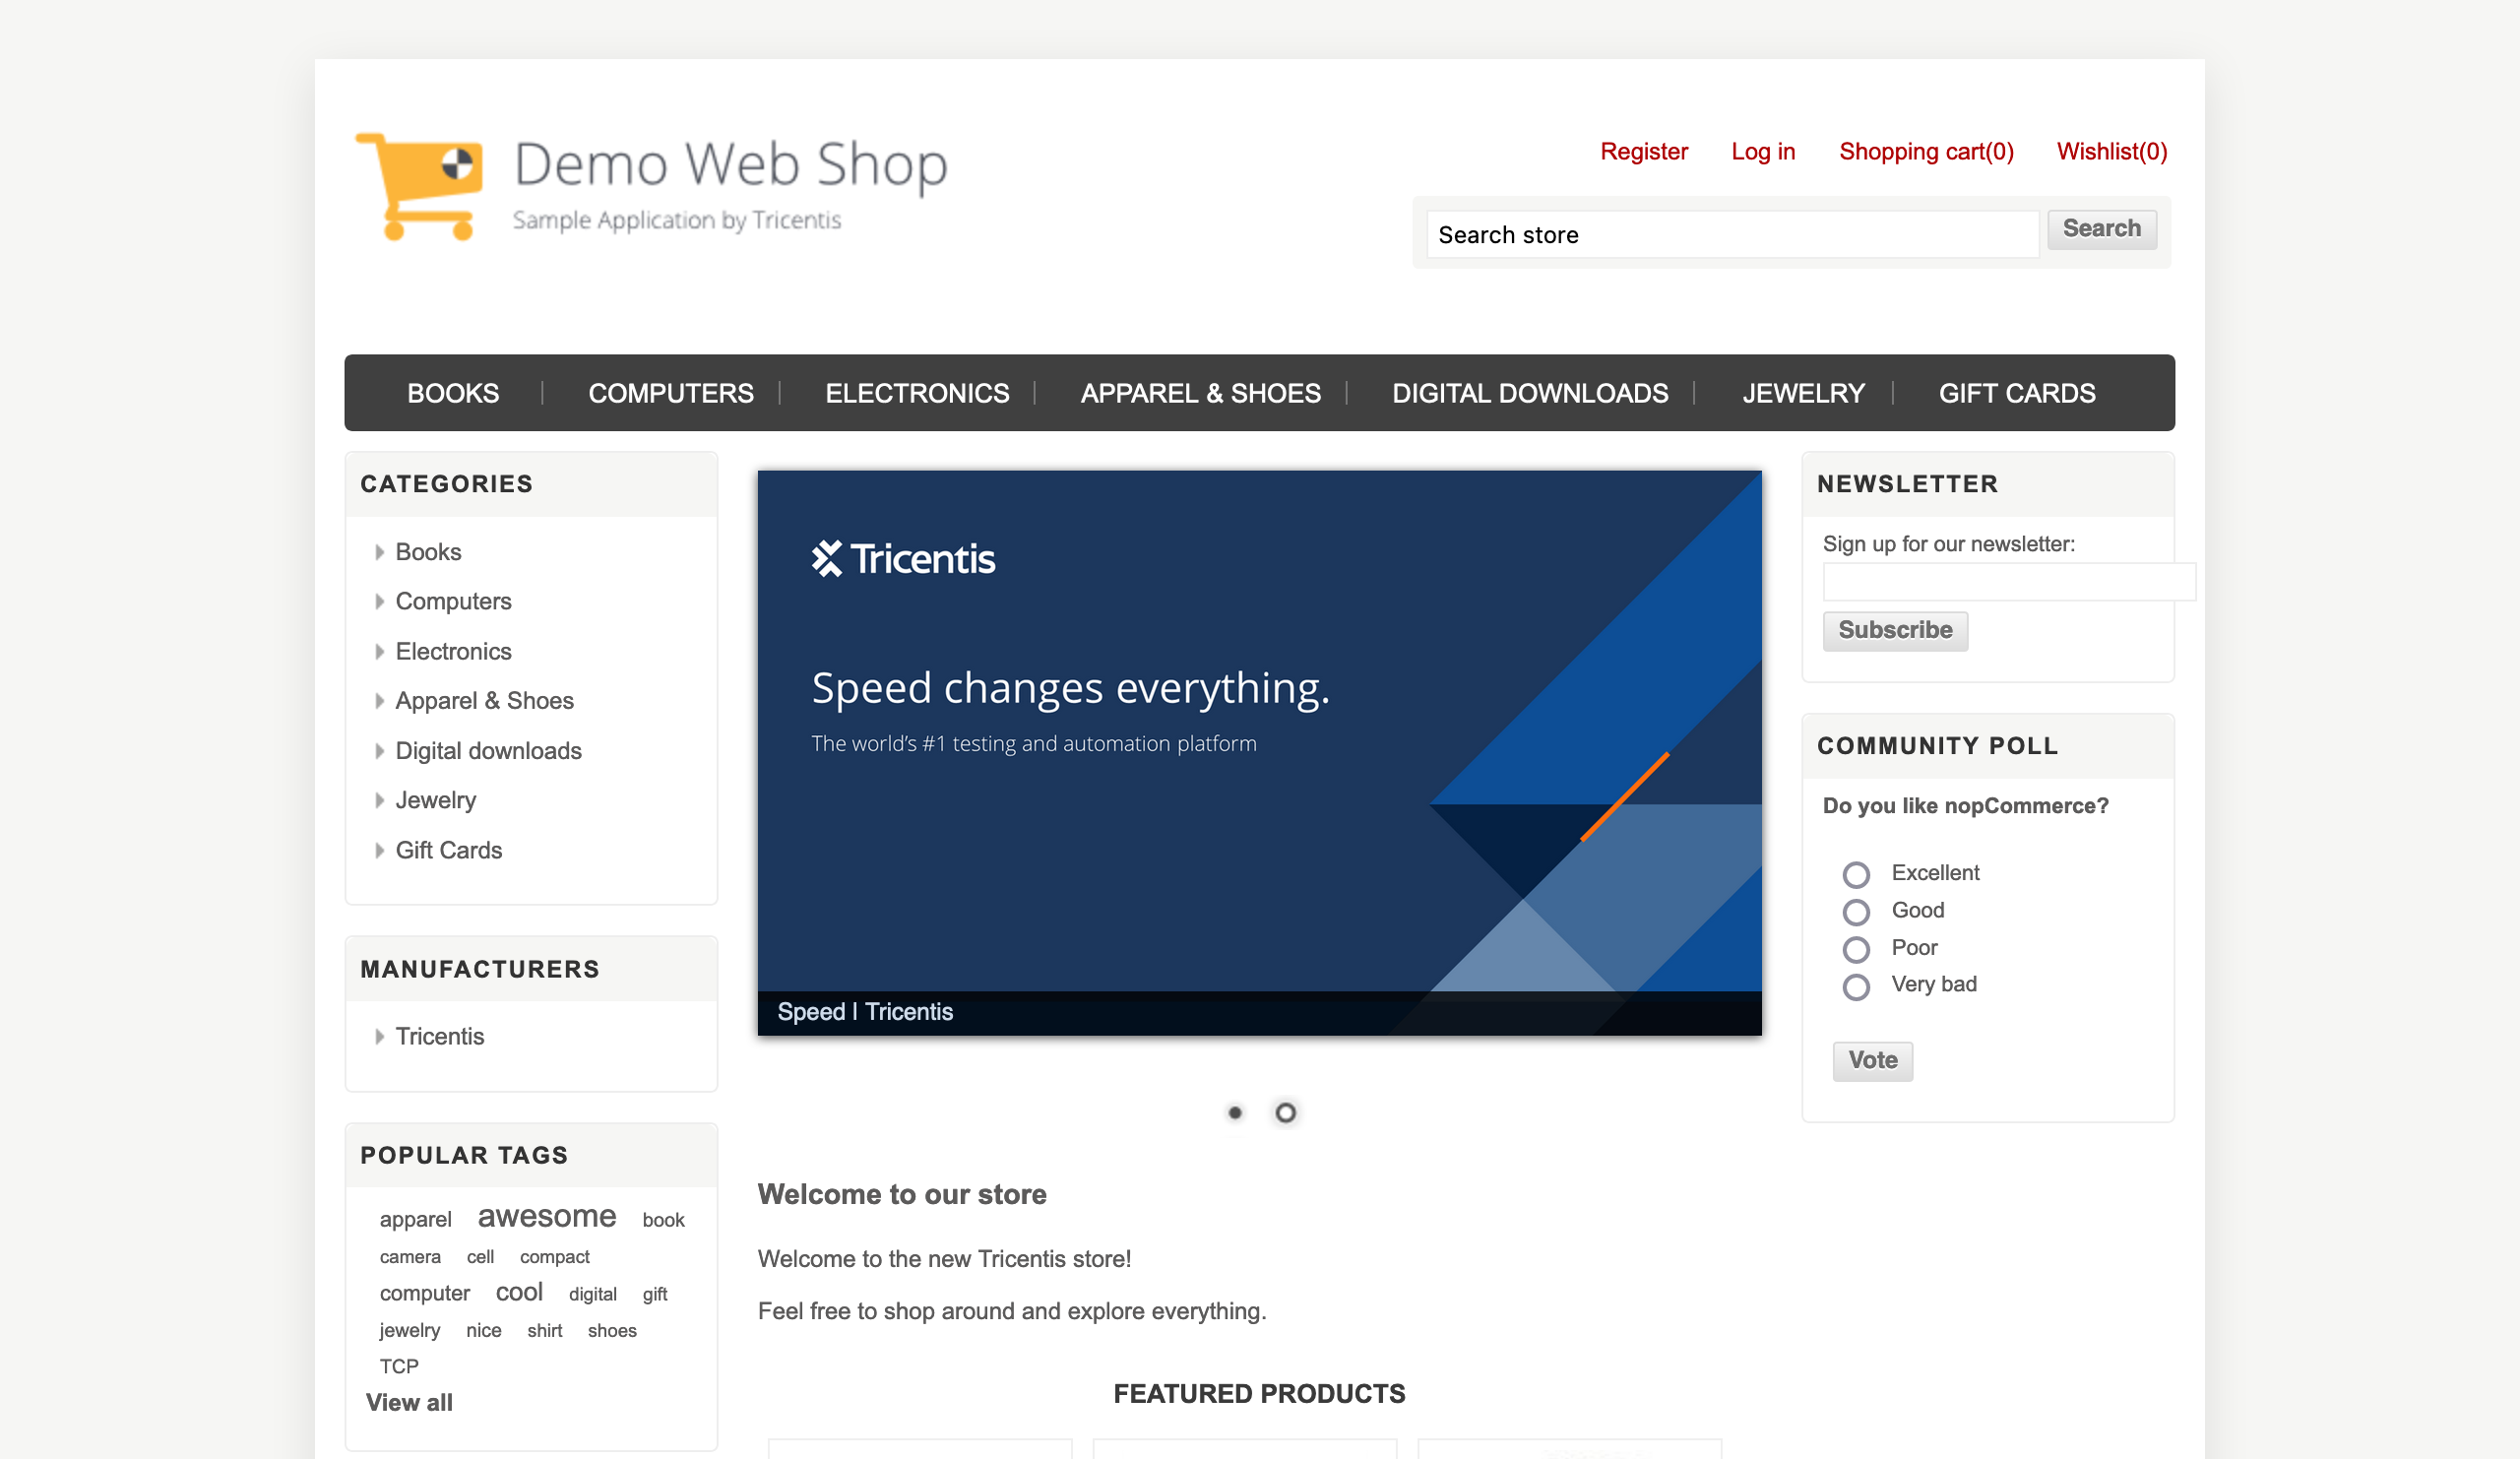 Demo Web Shop
Sample Application by Tricentis
Register Log in Shopping cart(0) Wishlist(0)
Search store Search
BOOKS COMPUTERS ELECTRONICS APPAREL & SHOES DIGITAL DOWNLOADS JEWELRY GIFT CARDS
CATEGORIES
Books
Computers
Electronics
Apparel & Shoes
Digital downloads
Jewelry
Gift Cards
MANUFACTURERS
Tricentis
POPULAR TAGS
apparel awesome book
camera cell compact
computer cool digital gift
jewelry nice shirt shoes
TCP
View all
Tricentis
Speed changes everything.
The world's #1 testing and automation platform
Speed | Tricentis
Welcome to our store
Welcome to the new Tricentis store!
Feel free to shop around and explore everything.
FEATURED PRODUCTS
NEWSLETTER
Sign up for our newsletter:
Subscribe
COMMUNITY POLL
Do you like nopCommerce?
Excellent
Good
Poor
Very bad
Vote